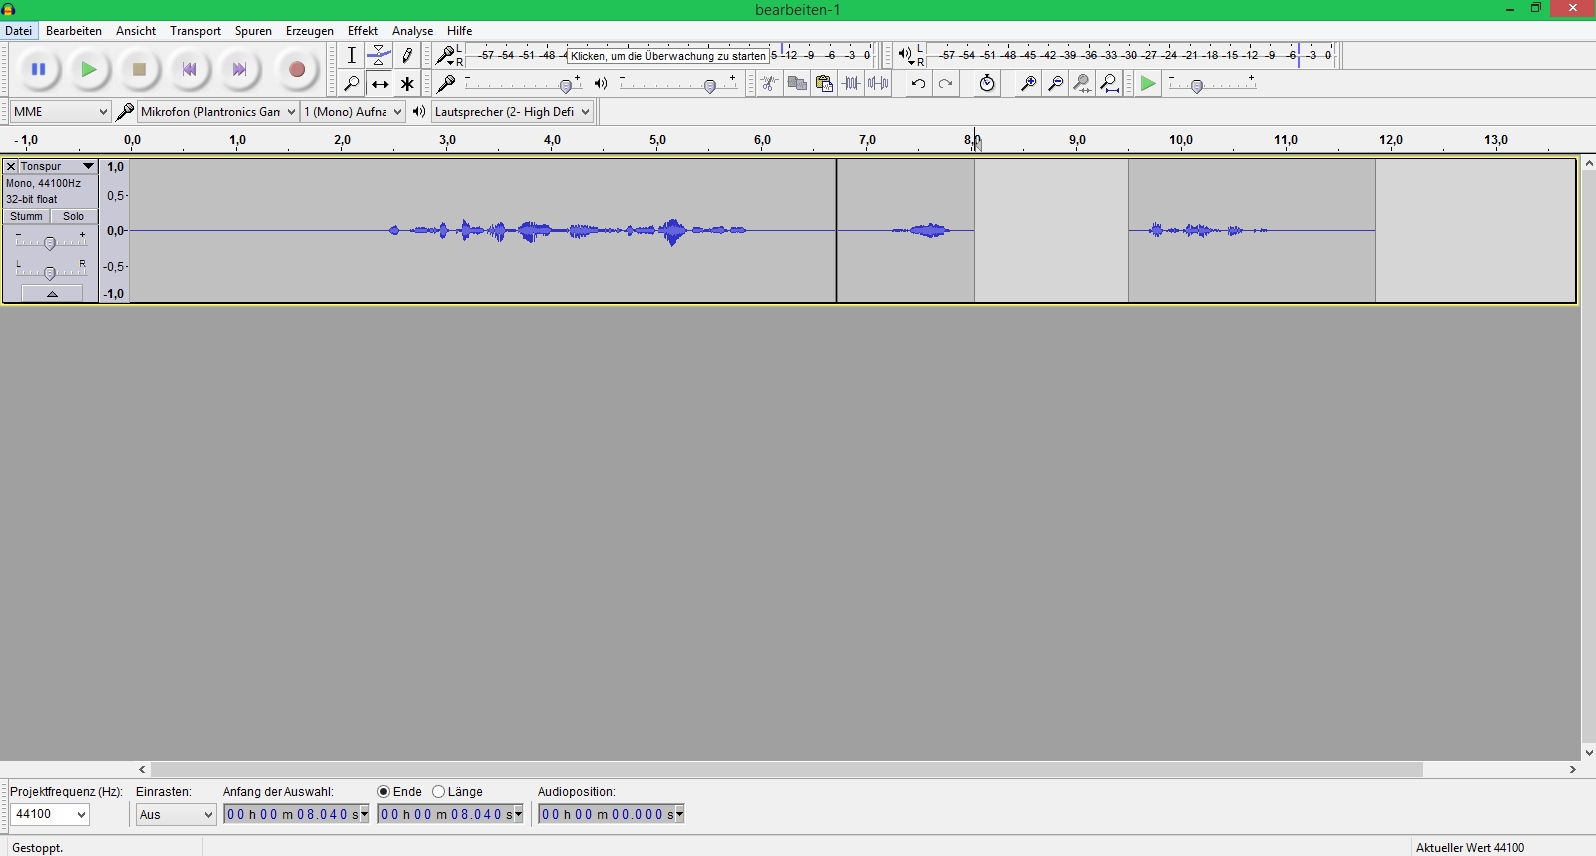 bearbeiten-1
Datei Bearbeiten Ansicht Transport Spuren Erzeugen Effekt Analyse Hilfe
L R -57 -54 -51 -48 -45 Klicken, um die Überwachung zu starten -12 -9 -6 -3 0 L R -57 -54 -51 -48 -45 -42 -39 -36 -33 -30 -27 -24 -21 -18 -15 -12 -9 -6 -3 0
- + - + - +
MME Mikrofon (Plantronics Gan 1 (Mono) Aufna Lautsprecher (2- High Defi
-1,0 0,0 1,0 2,0 3,0 4,0 5,0 6,0 7,0 8,0 9,0 10,0 11,0 12,0 13,0
X Tonspur 1,0
Mono, 44100Hz
32-bit float 0,5-
Stumm Solo
- + 0,0-
L R -0,5-
-1,0
Projektfrequenz (Hz): Einrasten: Anfang der Auswahl: Ende Länge Audioposition:
44100 Aus 00 h 00 m 08.040 s 00 h 00 m 08.040 s 00 h 00 m 00.000 s
Gestoppt. Aktueller Wert 44100